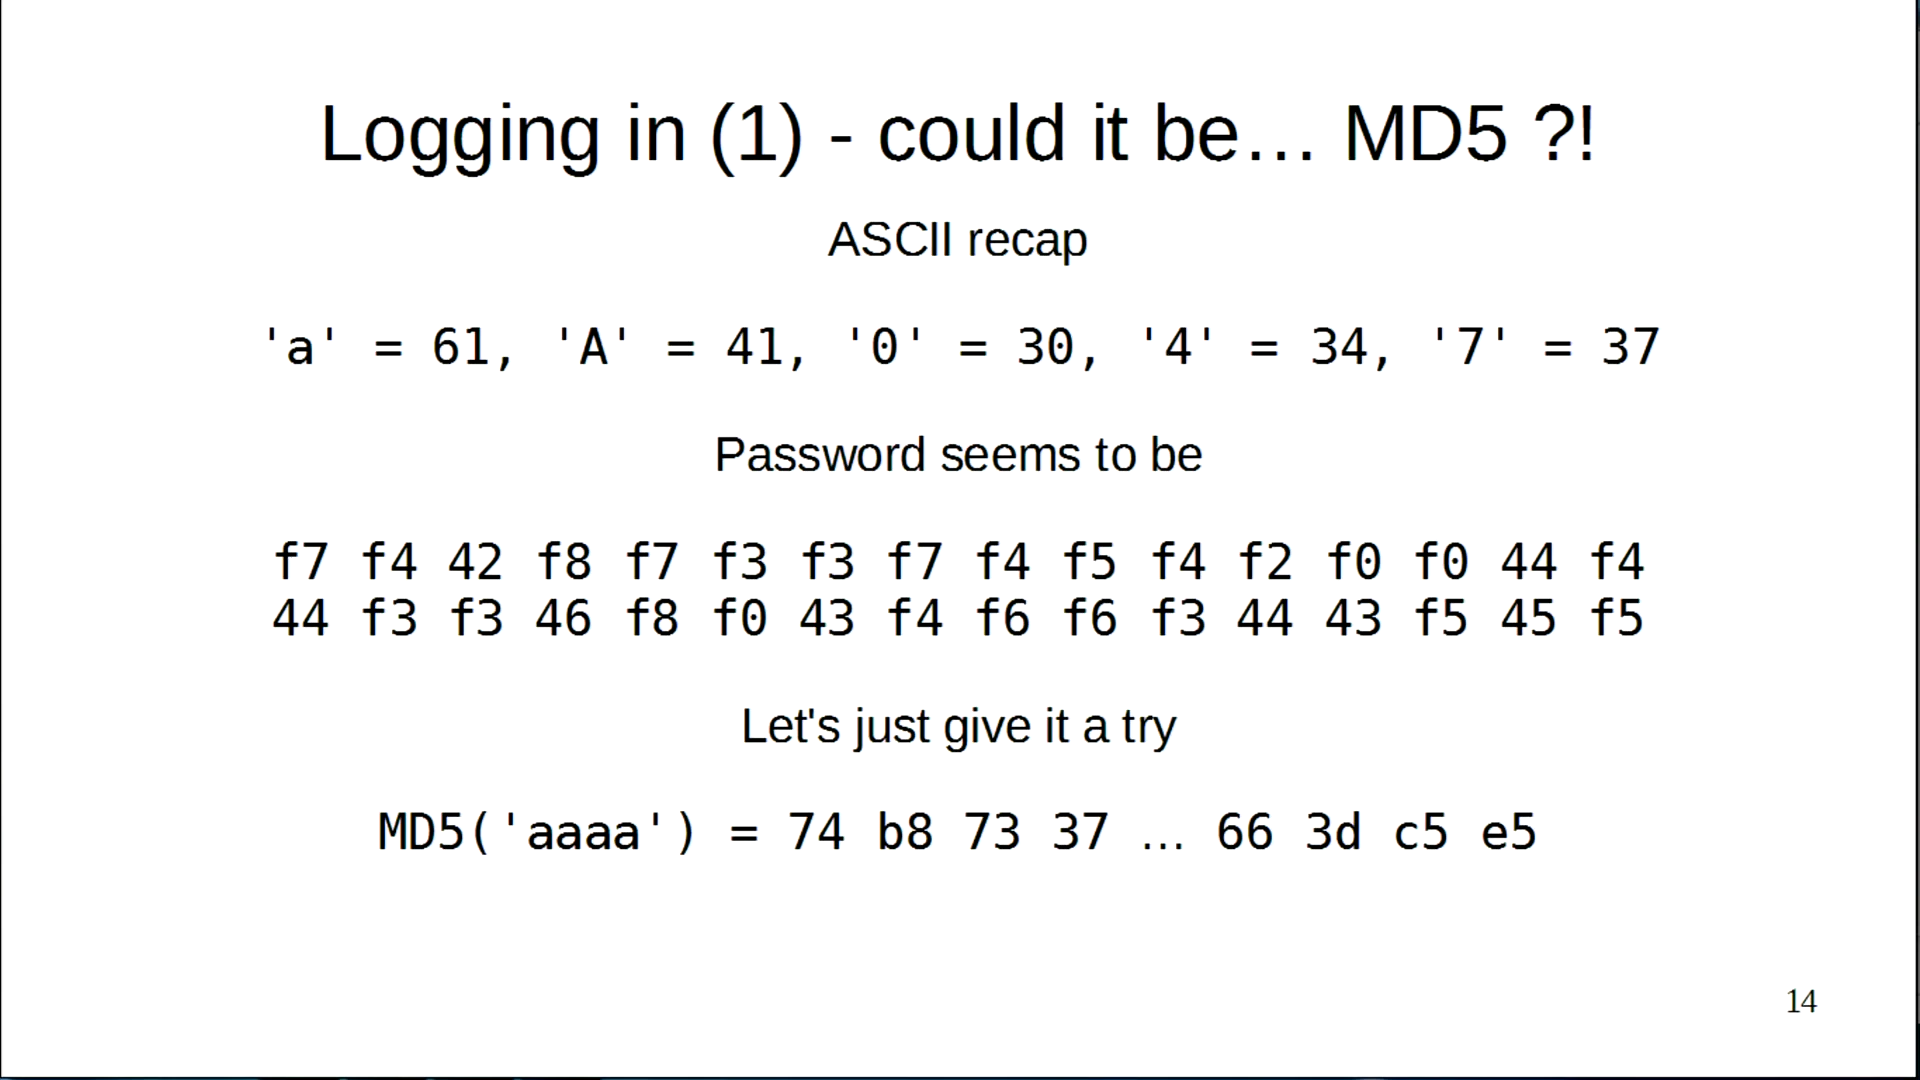 Logging in (1) - could it be… MD5 ?!
ASCII recap
'a' = 61, 'A' = 41, '0' = 30, '4' = 34, '7' = 37
Password seems to be
f7 f4 42 f8 f7 f3 f3 f7 f4 f5 f4 f2 f0 f0 44 f4
44 f3 f3 46 f8 f0 43 f4 f6 f6 f3 44 43 f5 45 f5
Let's just give it a try
MD5('aaaa') = 74 b8 73 37 … 66 3d c5 e5
14